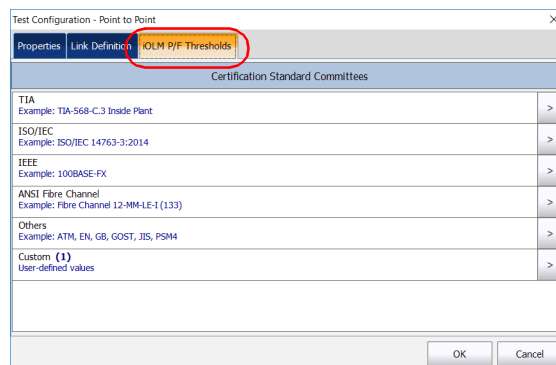 Test Configuration - Point to Point
Properties
Link Definition
iOLM P/F Thresholds
Certification Standard Committees
TIA
Example: TIA-568-C.3 Inside Plant
>
ISO/IEC
Example: ISO/IEC 14763-3:2014
>
IEEE
Example: 100BASE-FX
>
ANSI Fibre Channel
Example: Fibre Channel 12-MM-LE-I (133)
>
Others
Example: ATM, EN, GB, GOST, JIS, PSM4
>
Custom (1)
User-defined values
>
OK
Cancel